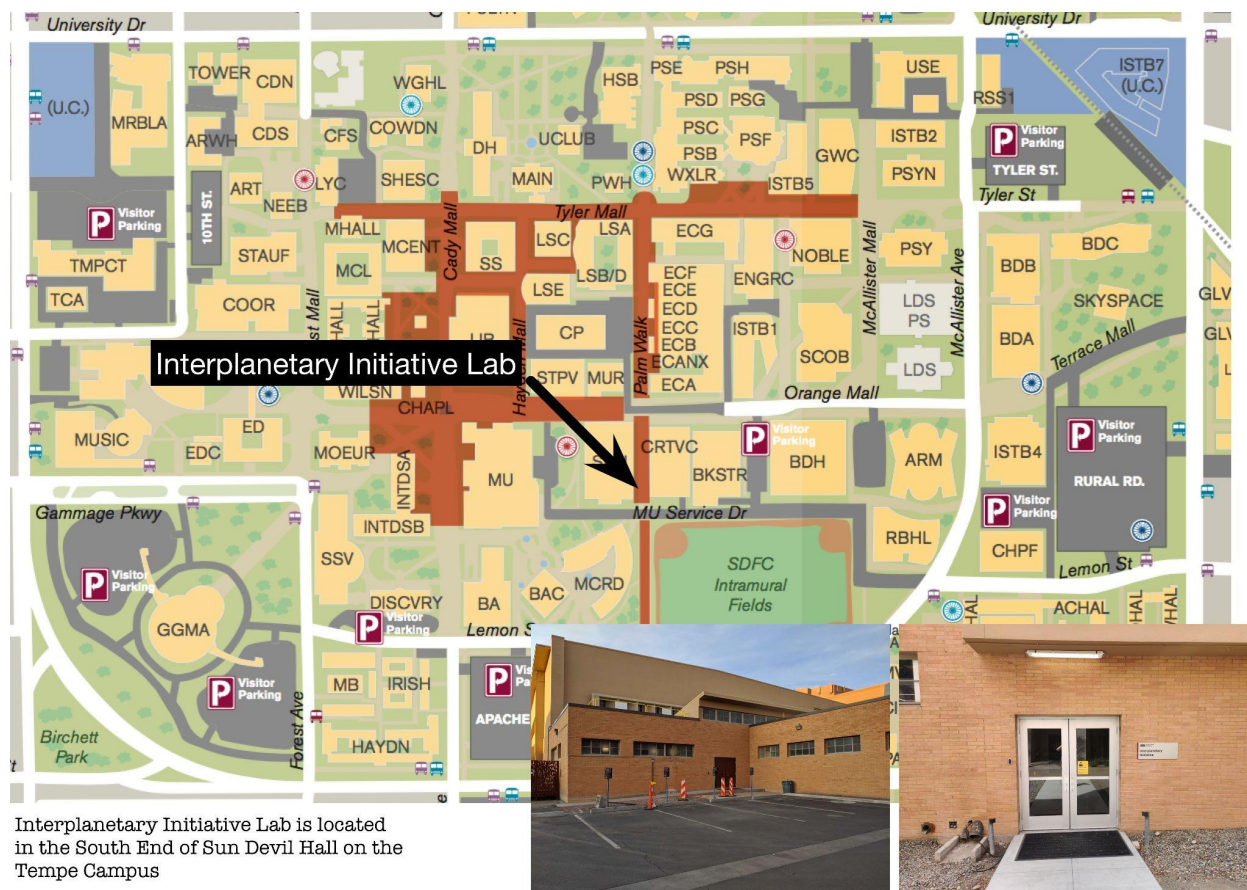 University Dr
University Dr
TOWER
CDN
WGHL
HSB
PSE
PSH
USE
ISTB7
(U.C.)
(U.C.)
MRBLA
ARWH
CDS
CFS
COWDN
DH
UCLUB
PSD
PSG
PSC
PSF
PSB
GWC
ISTB2
RSS1
P
Visitor
Parking
TYLER ST.
ART
LYC
SHESC
MAIN
PWH
WXLR
ISTB5
PSYN
NEEB
10TH ST.
Tyler St
P
Visitor
Parking
MHALL
Cady Mall
Tyler Mall
TMPCT
STAUF
MCENT
MCL
SS
LSC
LSA
ECG
NOBLE
PSY
BDB
BDC
TCA
COOR
LSE
LSB/D
ECF
ENGRC
ECE
ECD
ECC
ECB
ECANX
ECA
McAllister Mall
McAllister Ave
LDS
PS
LDS
SKYSPACE
BDA
CP
Palm Walk
ISTB1
SCOB
Terrace Mall
Interplanetary Initiative Lab
WILSN
CHAPL
STPV
MUR
Orange Mall
MUSIC
ED
EDC
MOEUR
INTDSA
MU
CRTVC
BKSTR
P
Visitor
Parking
BDH
ARM
ISTB4
P
Visitor
Parking
RURAL RD.
Gammage Pkwy
INTDSB
MU Service Dr
P
Visitor
Parking
SSV
RBHL
CHPF
P
Visitor
Parking
GGMA
DISCVRY
BA
BAC
MCRD
SDFC
Intramural
Fields
Lemon St
P
Visitor
Parking
ACHAL
P
Visitor
Parking
MB
IRISH
P
APACHE
HAYDN
Forest Ave
Birchett
Park
Interplanetary Initiative Lab is located
in the South End of Sun Devil Hall on the
Tempe Campus